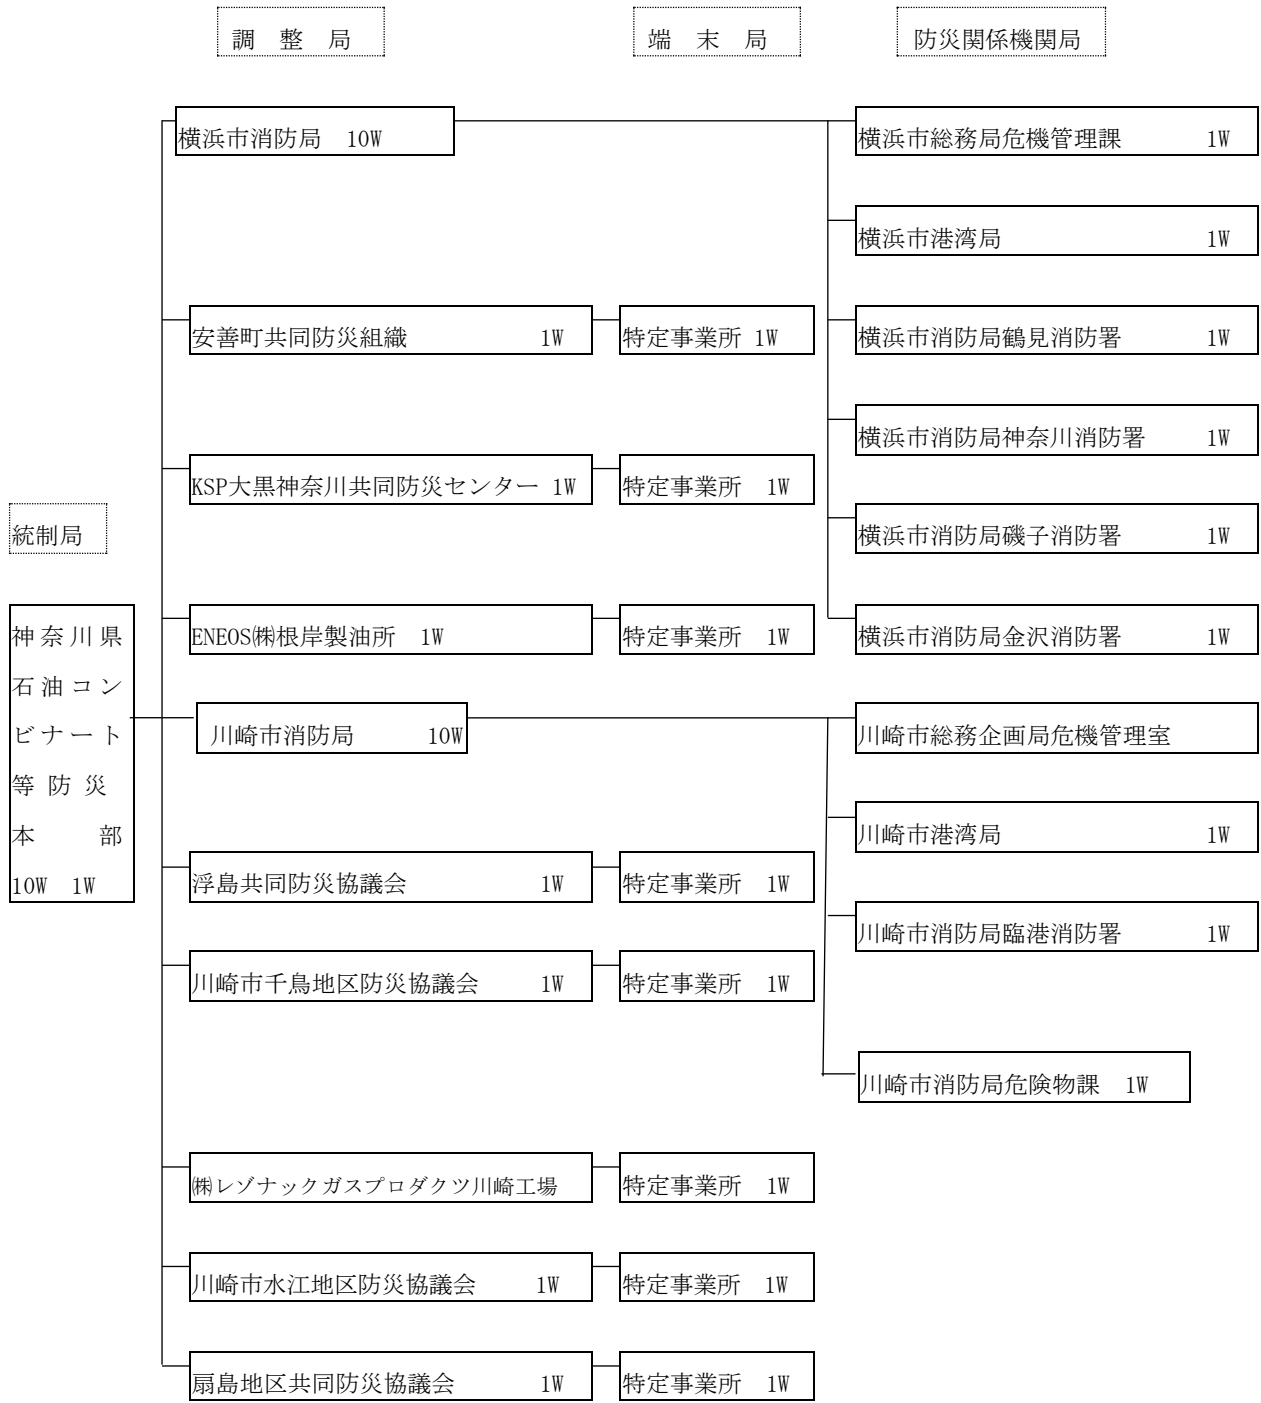 調 整 局
端 末 局
防災関係機関局
横浜市消防局 10W
横浜市総務局危機管理課 1W
横浜市港湾局 1W
安善町共同防災組織 1W
特定事業所 1W
横浜市消防局鶴見消防署 1W
横浜市消防局神奈川消防署 1W
KSP大黒神奈川共同防災センター 1W
特定事業所 1W
横浜市消防局磯子消防署 1W
統制局
ENEOS㈱根岸製油所 1W
特定事業所 1W
横浜市消防局金沢消防署 1W
神奈川県
石油コン
ビナート
等 防 災
本 部
10W 1W
川崎市消防局 10W
川崎市総務企画局危機管理室
川崎市港湾局 1W
浮島共同防災協議会 1W
特定事業所 1W
川崎市消防局臨港消防署 1W
川崎市千鳥地区防災協議会 1W
特定事業所 1W
川崎市消防局危険物課 1W
㈱レゾナックガスプロダクツ川崎工場
特定事業所 1W
川崎市水江地区防災協議会 1W
特定事業所 1W
扇島地区共同防災協議会 1W
特定事業所 1W